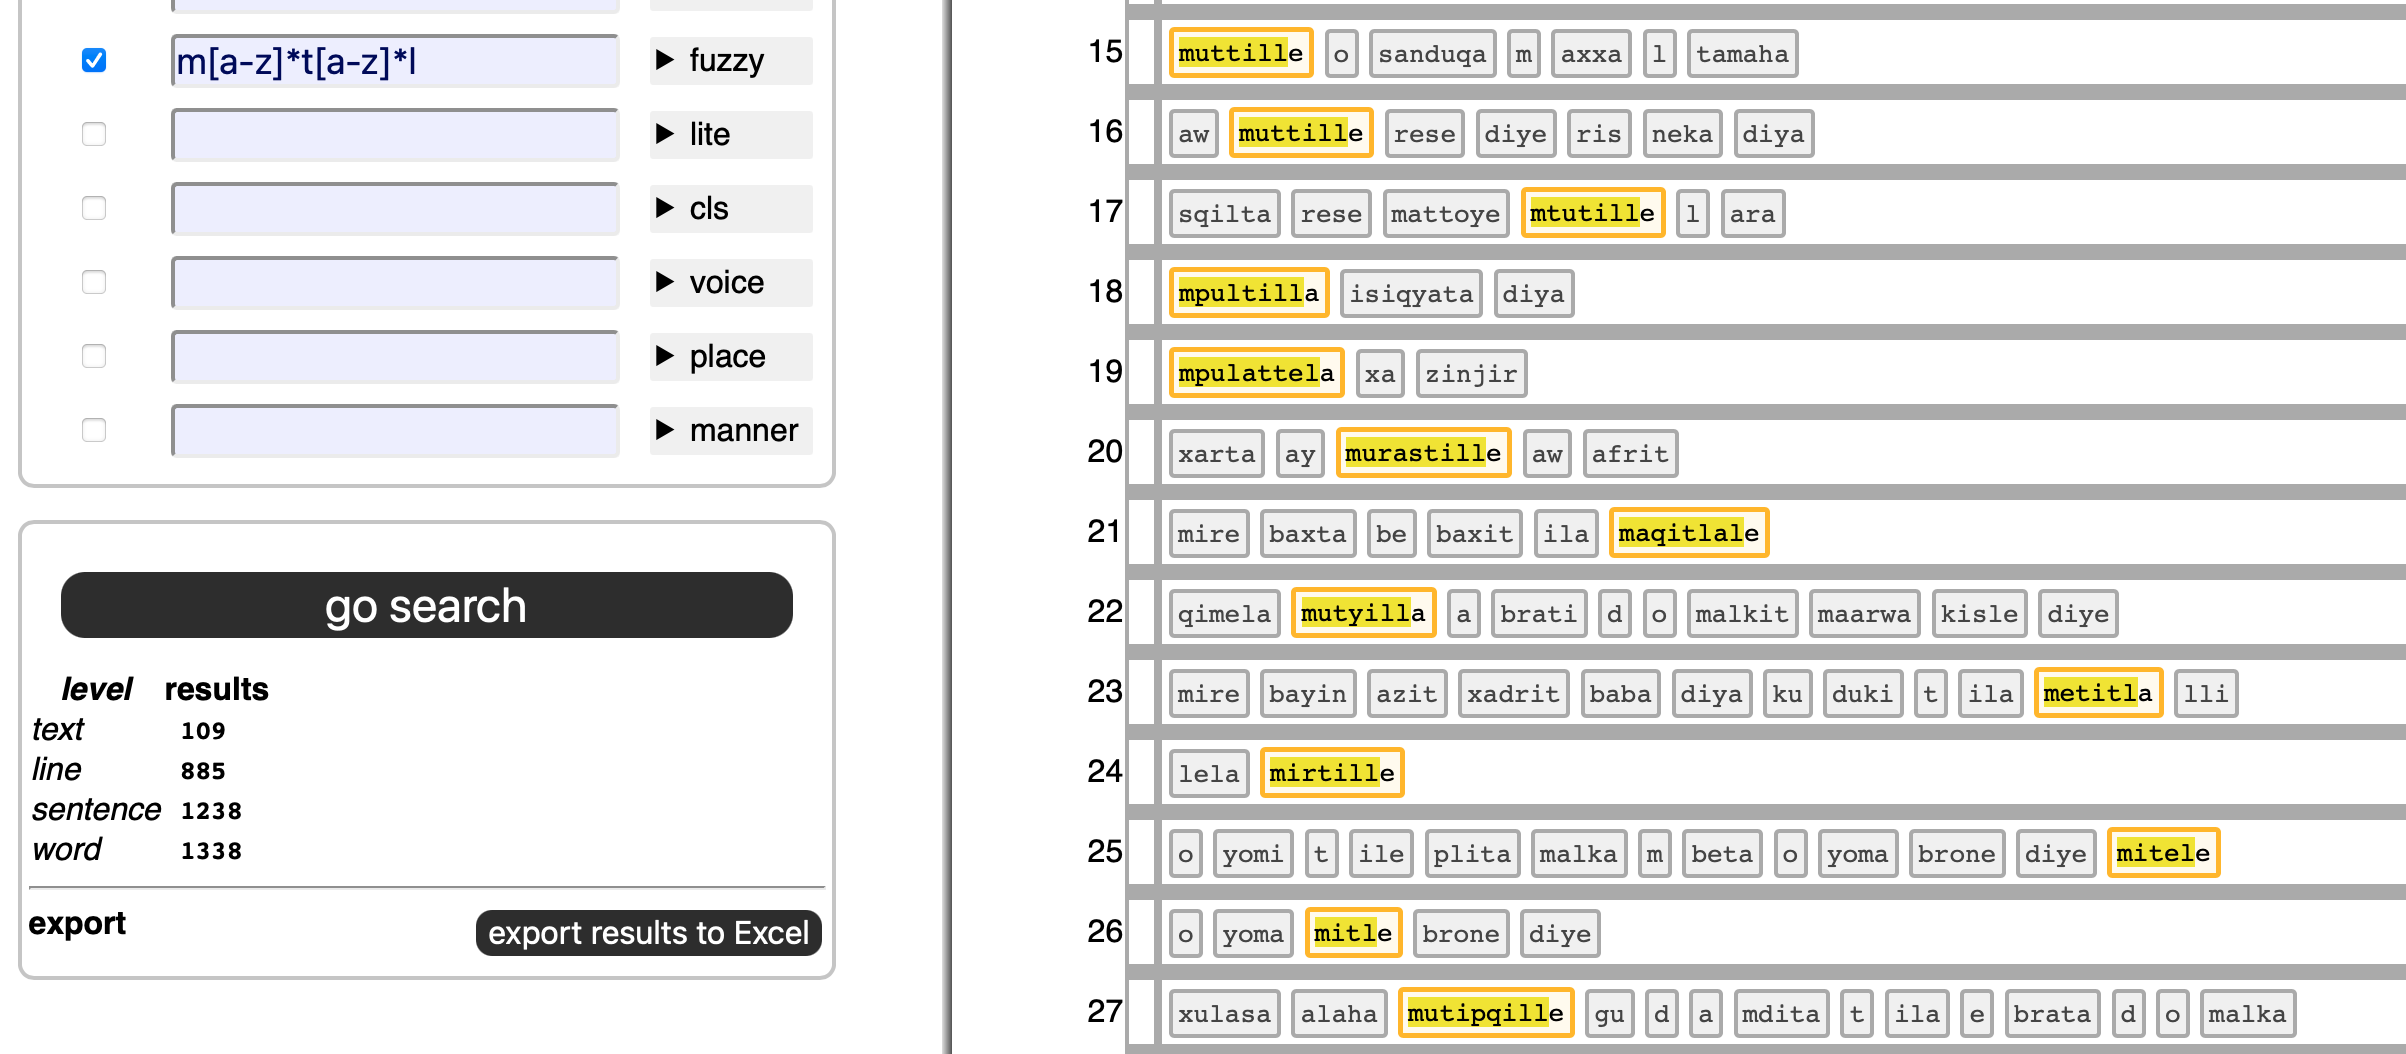 m[a-z]*t[a-z]*l ▶ fuzzy
▶ lite
▶ cls
▶ voice
▶ place
▶ manner
go search
level results
text 109
line 885
sentence 1238
word 1338
export export results to Excel
15 muttille o sanduqa m axxa l tamaha
16 aw muttille rese diye ris neka diya
17 sqilta rese mattoye mtutille l ara
18 mpultilla isiqyata diya
19 mpulattela xa zinjir
20 xarta ay murastille aw afrit
21 mire baxta be baxit ila maqitlale
22 qimela mutyilla a brati d o malkit maarwa kisle diye
23 mire bayin azit xadrit baba diya ku duki t ila metitla lli
24 lela mirtille
25 o yomi t ile plita malka m beta o yoma brone diye mitele
26 o yoma mitle brone diye
27 xulasa alaha mutipqille gu d a mdita t ila e brata d o malka